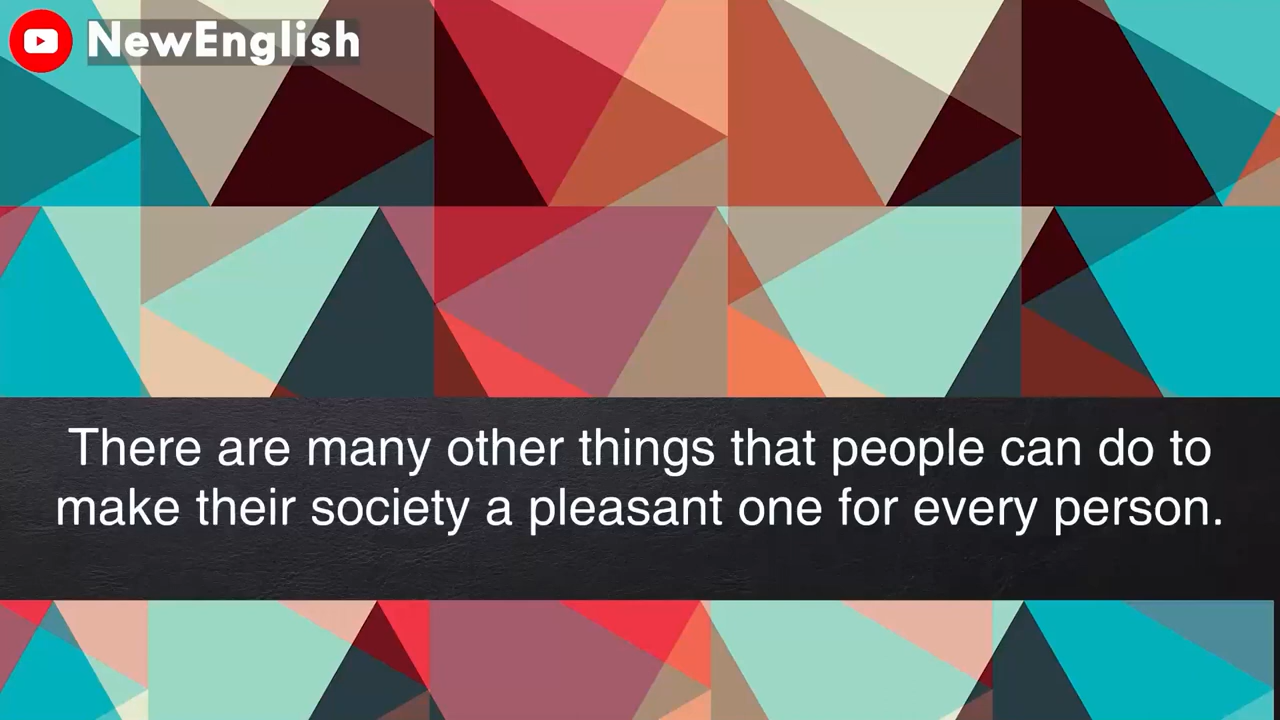 NewEnglish
There are many other things that people can do to
make their society a pleasant one for every person.